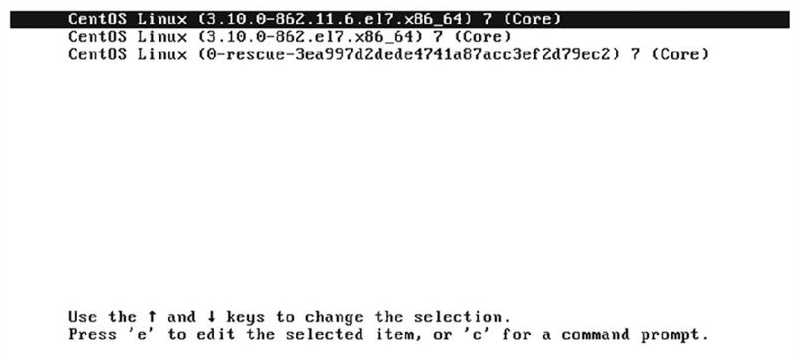 CentOS Linux (3.10.0-862.11.6.el7.x86_64) 7 (Core)
CentOS Linux (3.10.0-862.el7.x86_64) 7 (Core)
CentOS Linux (0-rescue-3ea997d2dede4741a87acc3ef2d79ec2) 7 (Core)
Use the ↑ and ↓ keys to change the selection.
Press 'e' to edit the selected item, or 'c' for a command prompt.